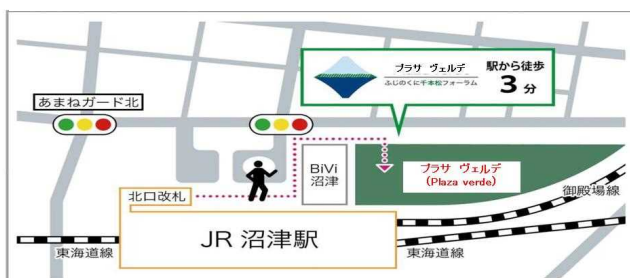 プラサ ヴェルデ
ふじのくに千本松フォーラム
駅から徒歩
3分
あまねガード北
BiVi
沼津
プラサ ヴェルデ
(Plaza verde)
御殿場線
北口改札
JR 沼津駅
東海道線
東海道線